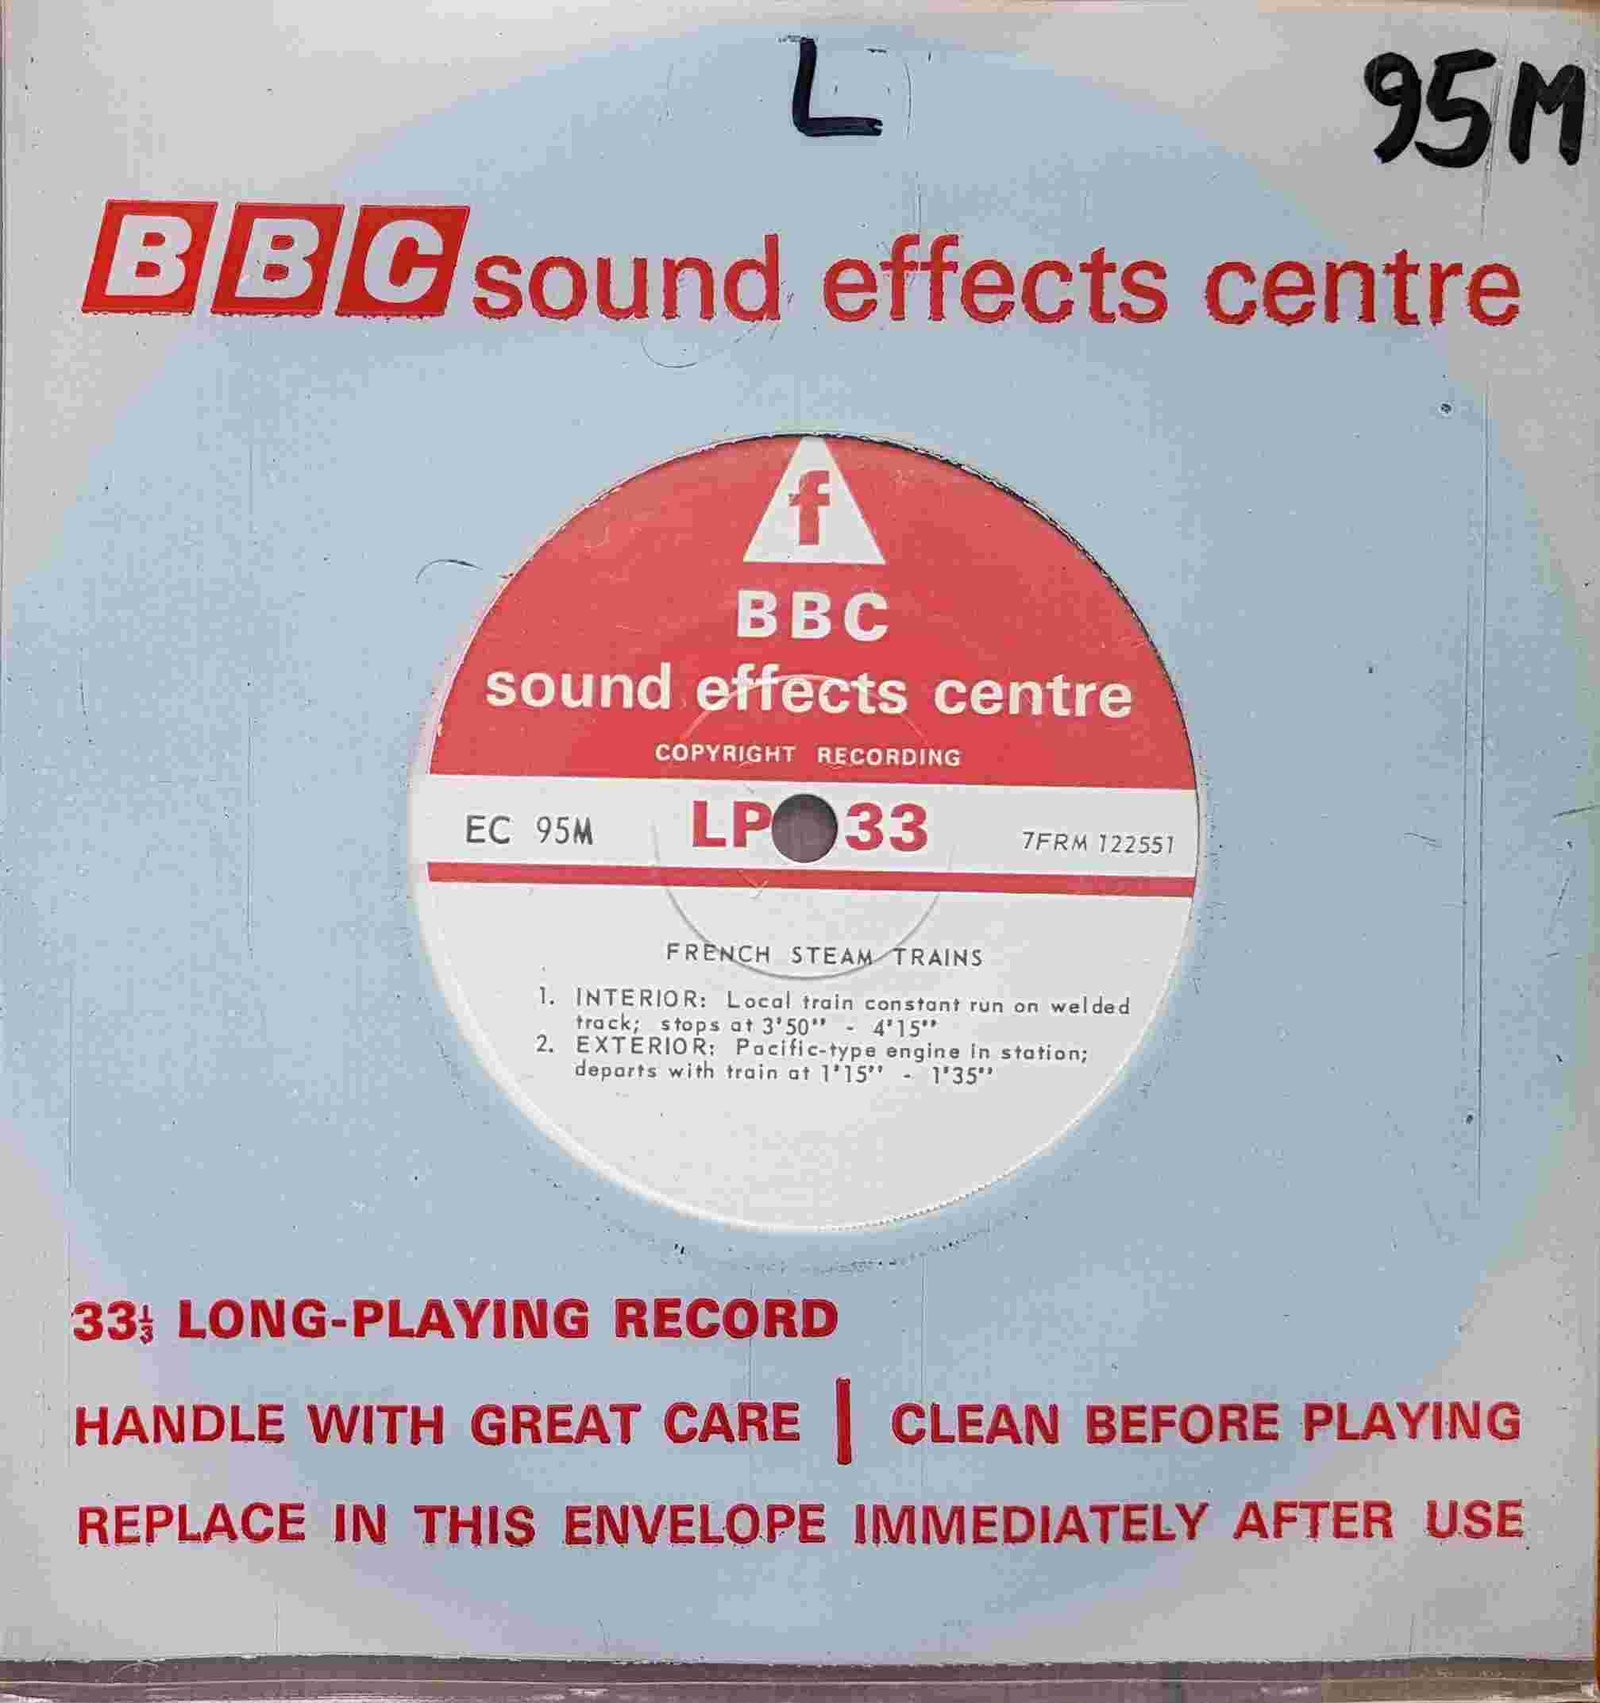 L
95M
BBC sound effects centre
f
BBC
sound effects centre
COPYRIGHT RECORDING
EC 95M LP 33 7FRM 122551
FRENCH STEAM TRAINS
1. INTERIOR: Local train constant run on welded
track; stops at 3'50'' - 4'15''
2. EXTERIOR: Pacific-type engine in station;
departs with train at 1'15'' - 1'35''
33⅓ LONG-PLAYING RECORD
HANDLE WITH GREAT CARE | CLEAN BEFORE PLAYING
REPLACE IN THIS ENVELOPE IMMEDIATELY AFTER USE